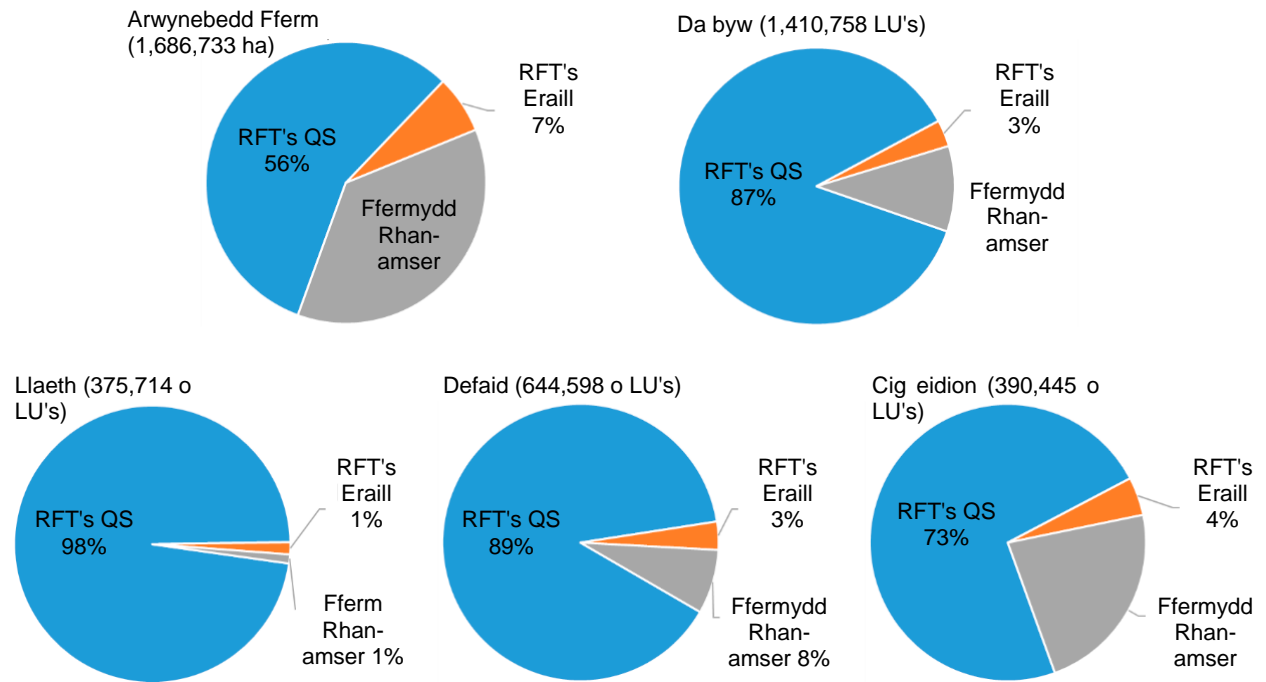 Arwynebedd Fferm
(1,686,733 ha)
RFT's QS
56%
RFT's
Eraill
7%
Ffermydd
Rhan-
amser
Da byw (1,410,758 LU's)
RFT's QS
87%
RFT's
Eraill
3%
Ffermydd
Rhan-
amser
Llaeth (375,714 o
LU's)
RFT's QS
98%
RFT's
Eraill
1%
Fferm
Rhan-
amser 1%
Defaid (644,598 o LU's)
RFT's QS
89%
RFT's
Eraill
3%
Ffermydd
Rhan-
amser 8%
Cig eidion (390,445 o
LU's)
RFT's QS
73%
RFT's
Eraill
4%
Ffermydd
Rhan-
amser